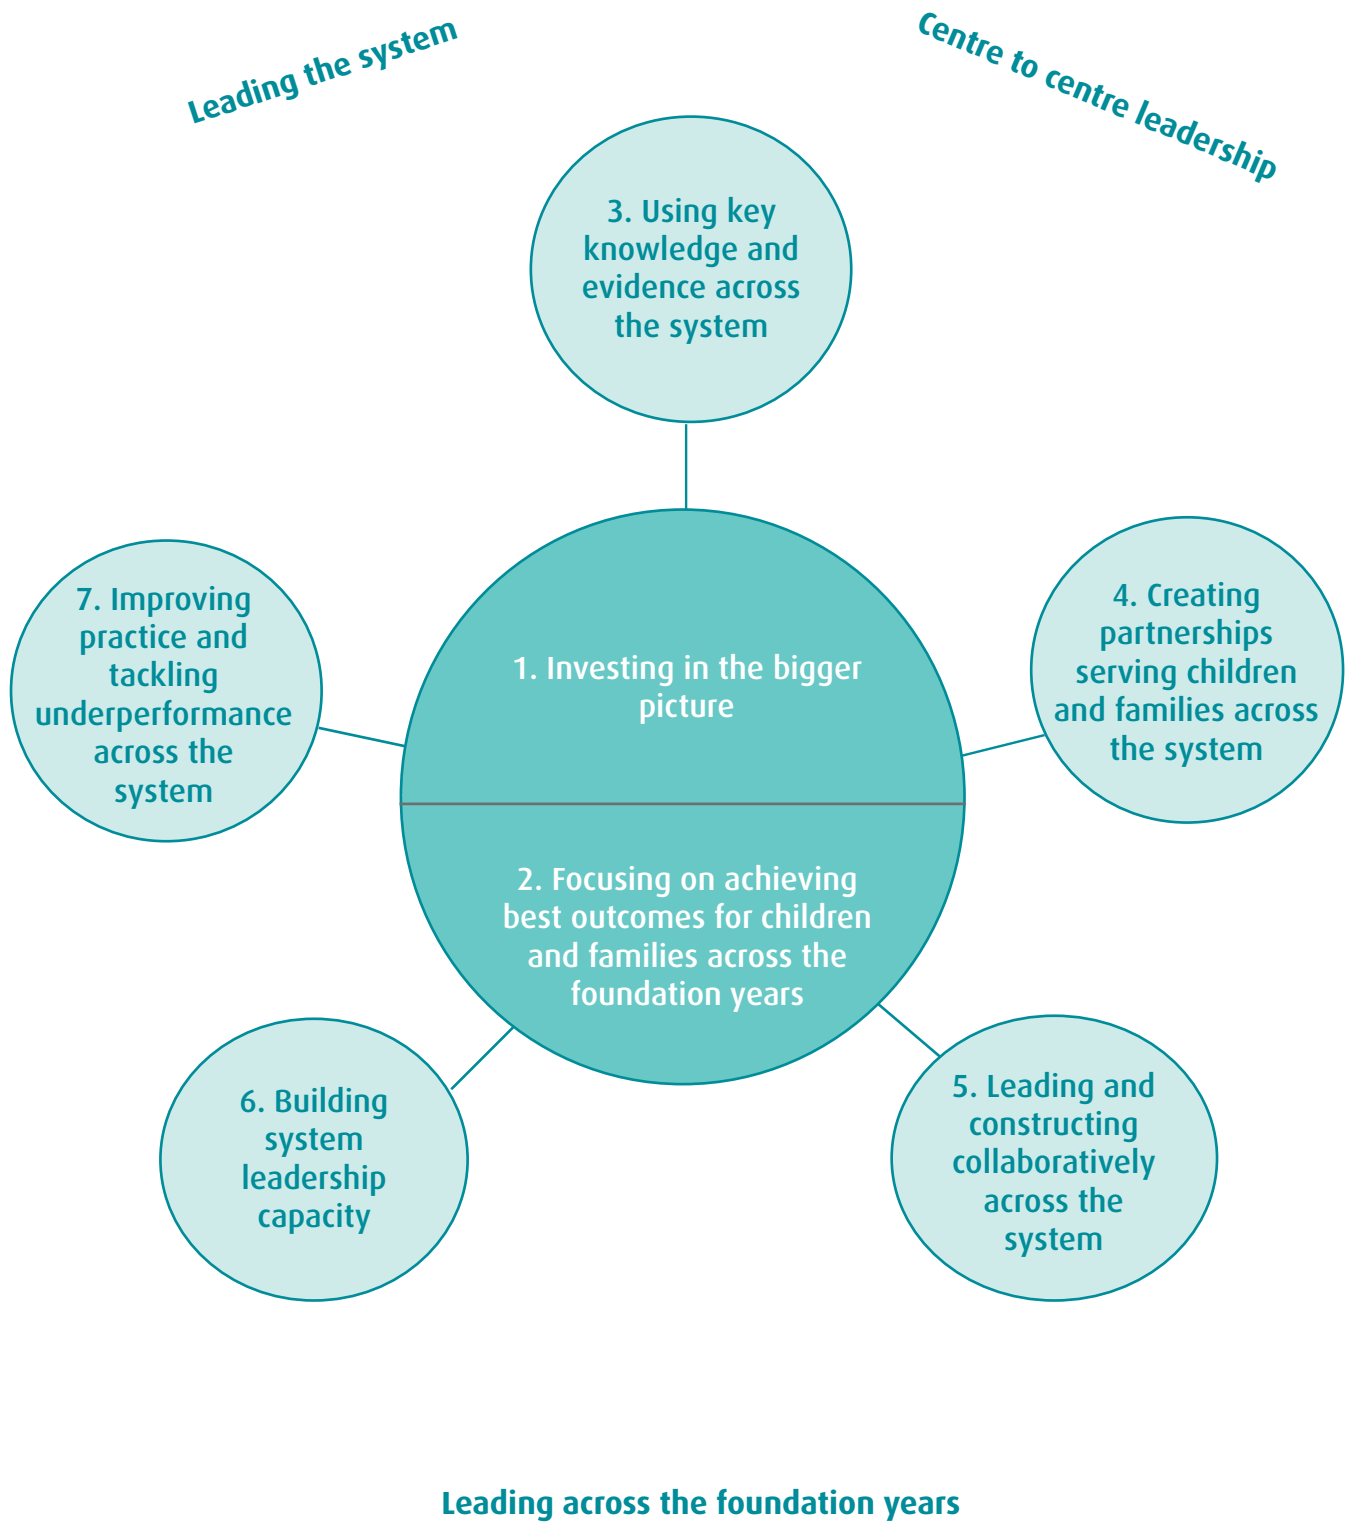 Leading the system
Centre to centre leadership
3. Using key
knowledge and
evidence across
the system
7. Improving
practice and
tackling
underperformance
across the
system
1. Investing in the bigger
picture
4. Creating
partnerships
serving children
and families across
the system
2. Focusing on achieving
best outcomes for children
and families across the
foundation years
6. Building
system
leadership
capacity
5. Leading and
constructing
collaboratively
across the
system
Leading across the foundation years